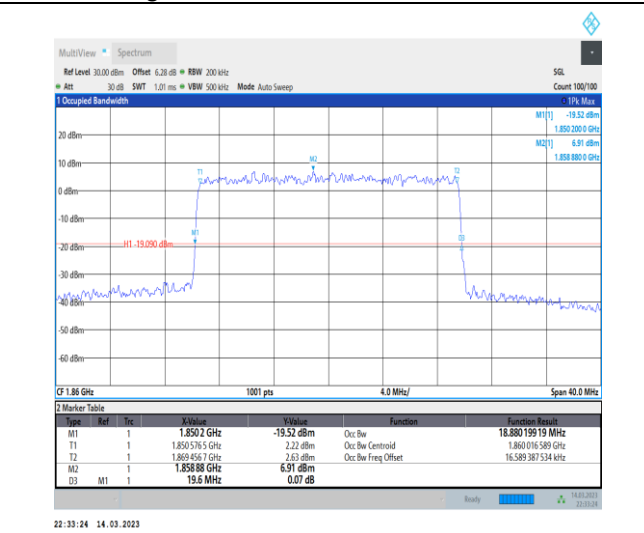 MultiView Spectrum
Ref Level 30.00 dBm Offset 6.28 dB RBW 200 kHz SGL
Att 30 dB SWT 1.01 ms VBW 500 kHz Mode Auto Sweep Count 100/100
1 Occupied Bandwidth 1Pk Max
M1[1] -19.52 dBm
1.850 200 0 GHz
20 dBm M2[1] 6.91 dBm
1.858 880 0 GHz
10 dBm M2
T1 T2
0 dBm
-10 dBm
M1
D3
-20 dBm H1 -19.090 dBm
-30 dBm
-40 dBm
-50 dBm
-60 dBm
CF 1.86 GHz 1001 pts 4.0 MHz/ Span 40.0 MHz
2 Marker Table
Type Ref Trc X-Value Y-Value Function Function Result
M1 1 1.8502 GHz -19.52 dBm Occ Bw 18.880 199 19 MHz
T1 1 1.850 576 5 GHz 2.22 dBm Occ Bw Centroid 1.860 016 589 GHz
T2 1 1.869 456 7 GHz 2.63 dBm Occ Bw Freq Offset 16.589 387 534 kHz
M2 1 1.858 88 GHz 6.91 dBm
D3 M1 1 19.6 MHz 0.07 dB
Ready 14.03.2023
22:33:24
22:33:24 14.03.2023